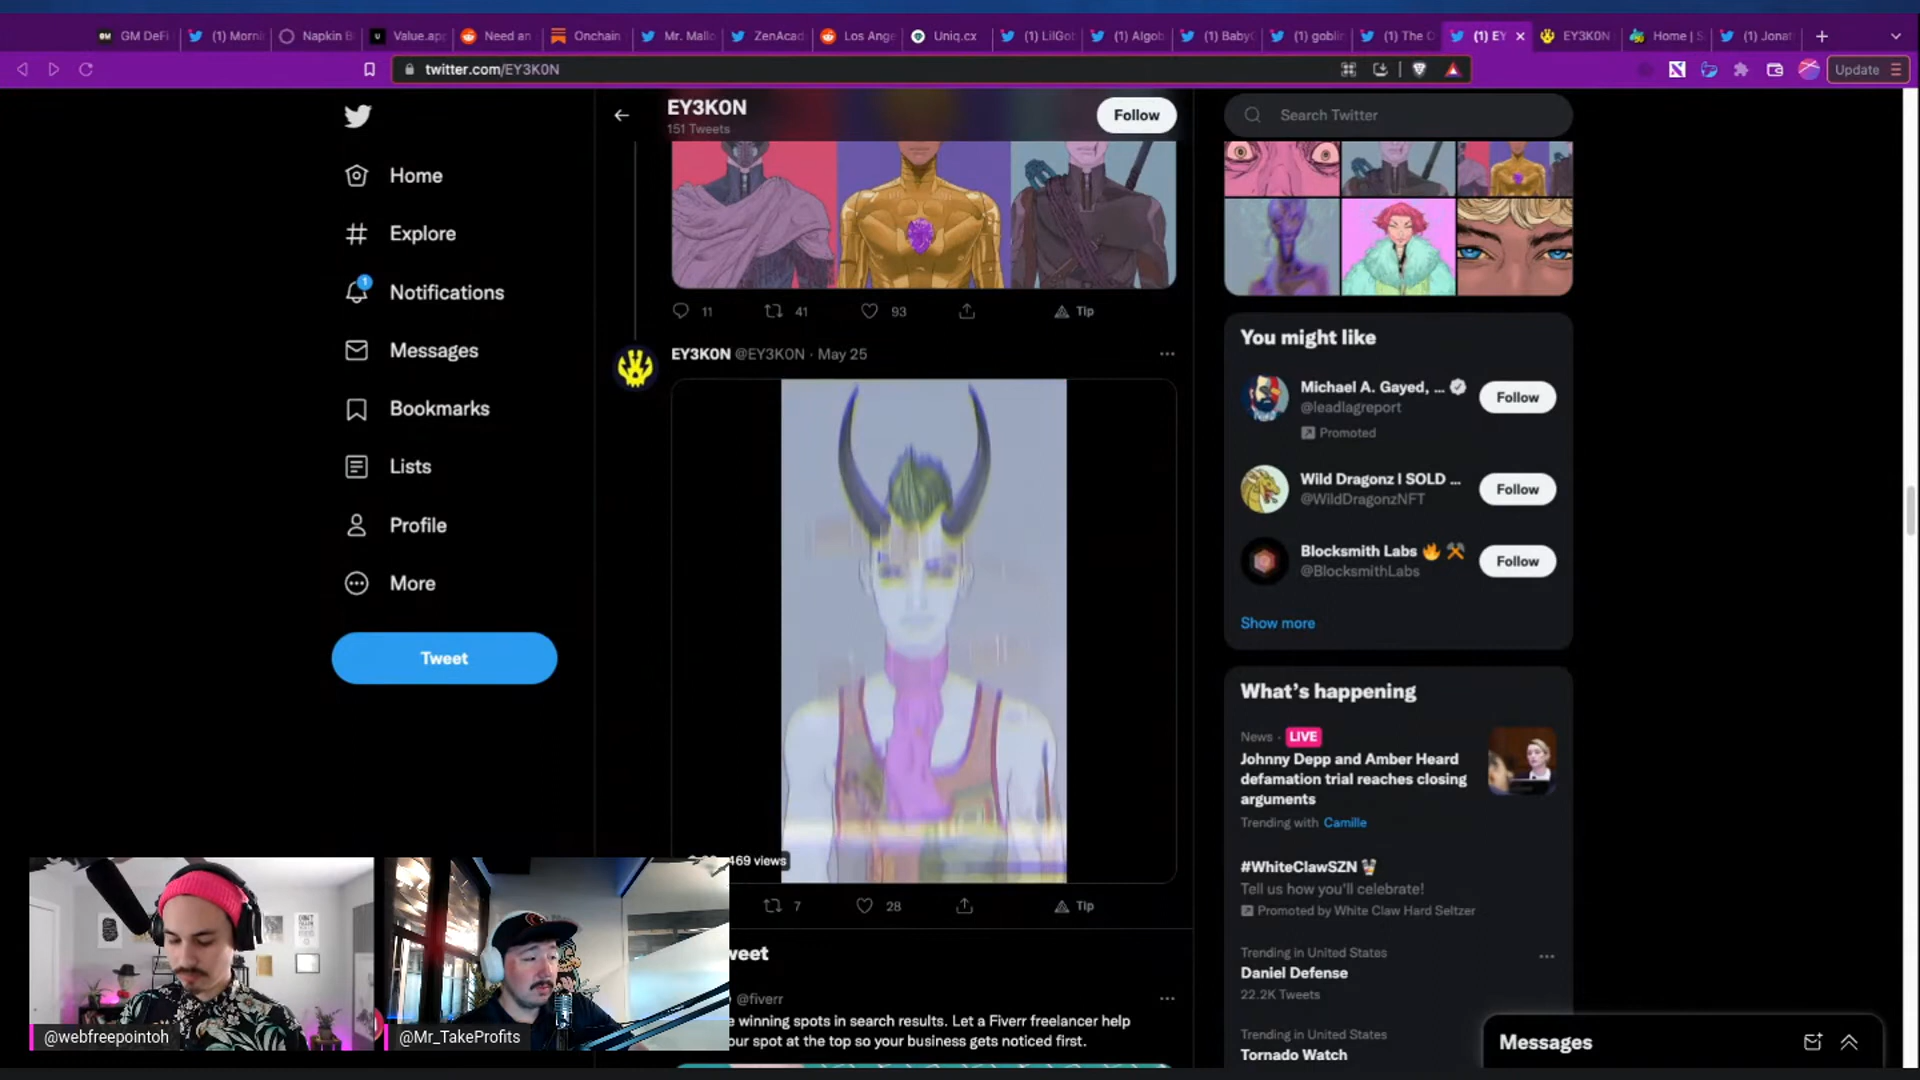 GM DeFi
(1) Morni
Napkin B
Value.app
Need an
Onchain
Mr. Mallo
ZenAcad
Los Ange
Uniq.cx
(1) LilGob
(1) Algob
(1) BabyG
(1) goblin
(1) The O
(1) EY
EY3K0N
Home | S
(1) Jonat
twitter.com/EY3K0N
Update
EY3K0N
151 Tweets
Follow
Search Twitter
Home
Explore
1
Notifications
Messages
Bookmarks
Lists
Profile
More
Tweet
11
41
93
Tip
EY3K0N @EY3K0N · May 25
469 views
7
28
Tip
weet
@fiverr
e winning spots in search results. Let a Fiverr freelancer help
our spot at the top so your business gets noticed first.
You might like
Michael A. Gayed, ...
@leadlagreport
Promoted
Follow
Wild Dragonz | SOLD ...
@WildDragonzNFT
Follow
Blocksmith Labs 🔥 ⚒️
@BlocksmithLabs
Follow
Show more
What's happening
News · LIVE
Johnny Depp and Amber Heard
defamation trial reaches closing
arguments
Trending with Camille
#WhiteClawSZN
Tell us how you'll celebrate!
Promoted by White Claw Hard Seltzer
Trending in United States
Daniel Defense
22.2K Tweets
Trending in United States
Tornado Watch
Messages
@webfreepointoh
@Mr_TakeProfits